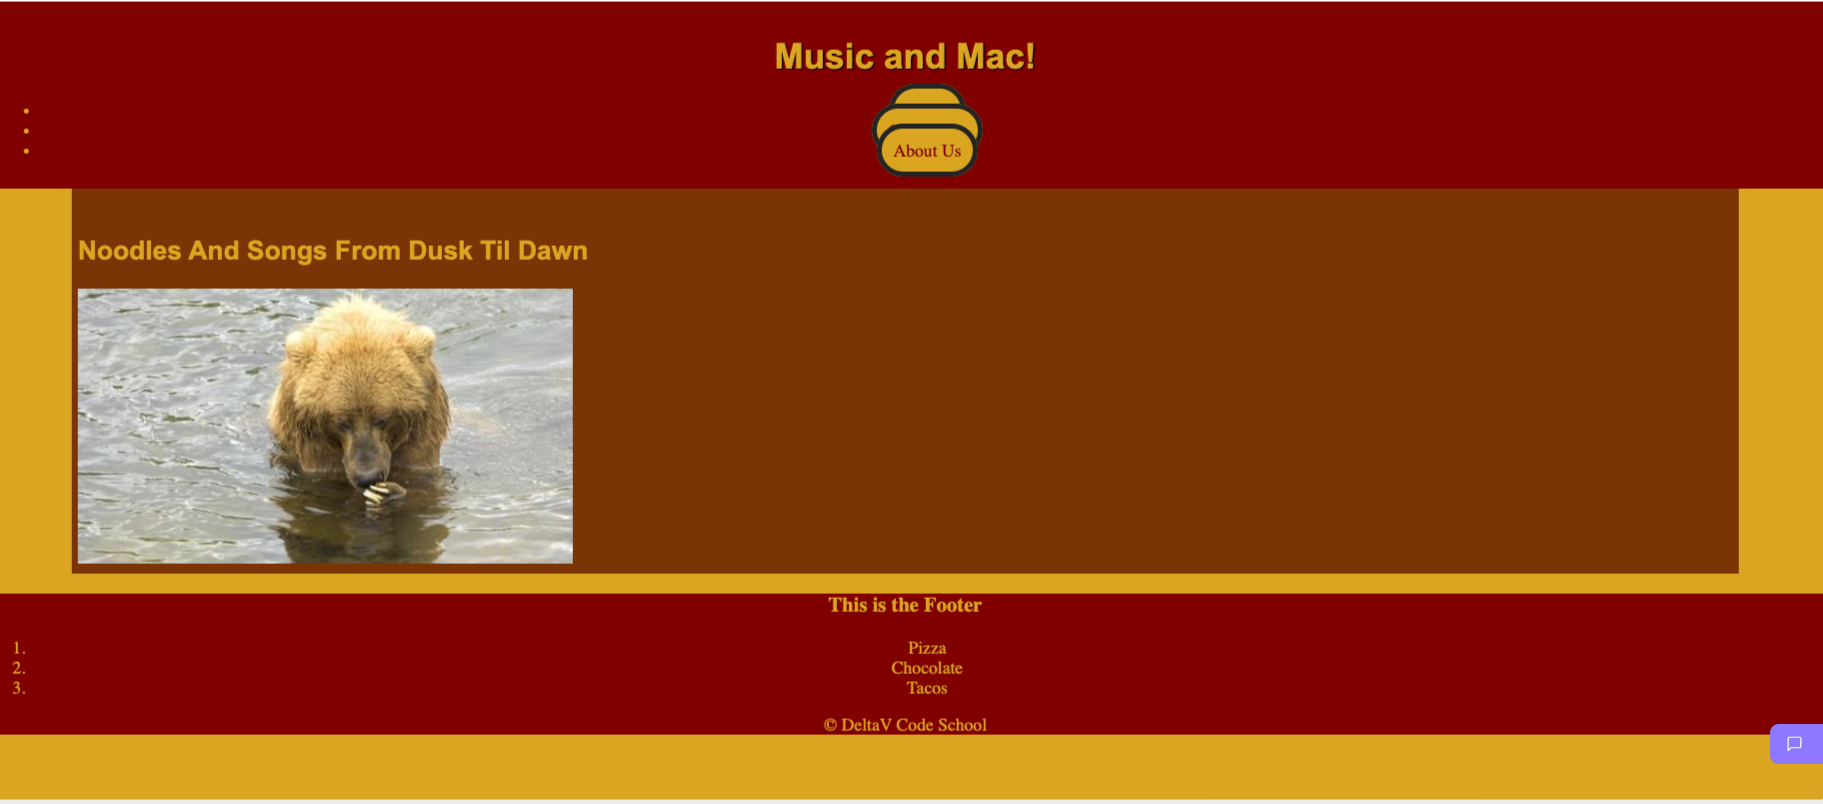 Music and Mac!
About Us
Noodles And Songs From Dusk Til Dawn
This is the Footer
1. Pizza
2. Chocolate
3. Tacos
© DeltaV Code School